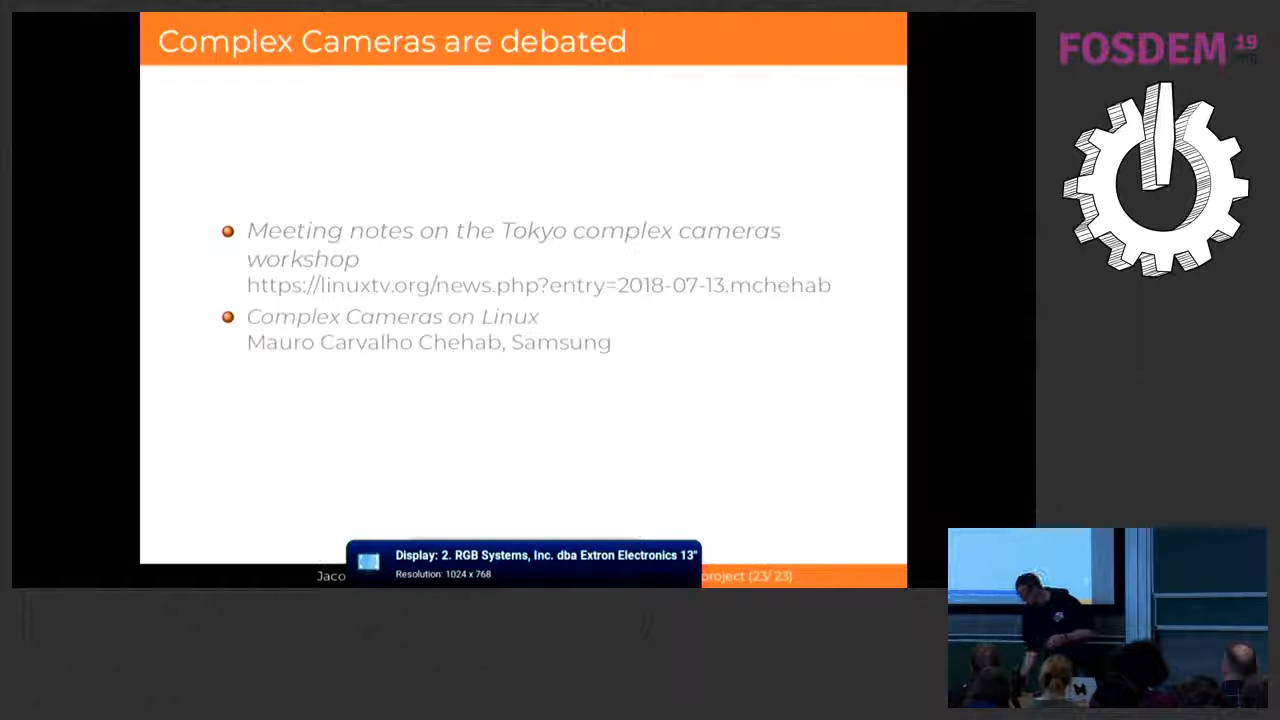 Complex Cameras are debated
FOSDEM 19
Meeting notes on the Tokyo complex cameras
workshop
https://linuxtv.org/news.php?entry=2018-07-13.mchehab
Complex Cameras on Linux
Mauro Carvalho Chehab, Samsung
Display: 2. RGB Systems, Inc. dba Extron Electronics 13"
Resolution: 1024 x 768
Jaco
project (23/ 23)